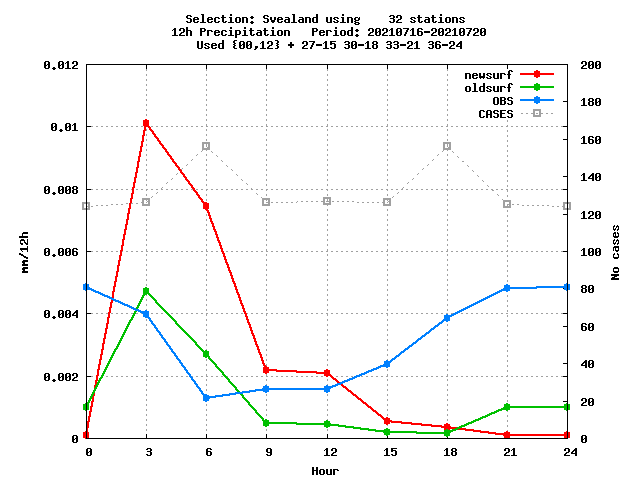 Selection: Svealand using    32 stations
12h Precipitation   Period: 20210716-20210720
Used {00,12} + 27-15 30-18 33-21 36-24
0.012
0.01
0.008
0.006
0.004
0.002
0
mm/12h
newsurf
oldsurf
OBS
CASES
200
180
160
140
120
100
80
60
40
20
0
No cases
0 3 6 9 12 15 18 21 24
Hour